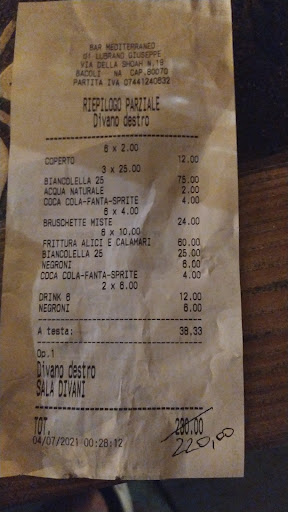 BAR MEDITERRANEO
DI LUBRANO GIUSEPPE
VIA DELLA SHOAH N.19
BACOLI NA CAP.80070
PARTITA IVA 07441240632
RIEPILOGO PARZIALE
Divano destro
6 x 2.00
COPERTO 12.00
3 x 25.00
BIANCOLELLA 25 75.00
ACQUA NATURALE 2.00
COCA COLA-FANTA-SPRITE 4.00
6 x 4.00
BRUSCHETTE MISTE 24.00
6 x 10.00
FRITTURA ALICI E CALAMARI 60.00
BIANCOLELLA 25 25.00
NEGRONI 6.00
COCA COLA-FANTA-SPRITE 4.00
2 x 6.00
DRINK 6 12.00
NEGRONI 6.00
A testa: 38.33
Op.1
Divano destro
SALA DIVANI
TOT. 230.00
04/07/2021 00:28:12 220,00